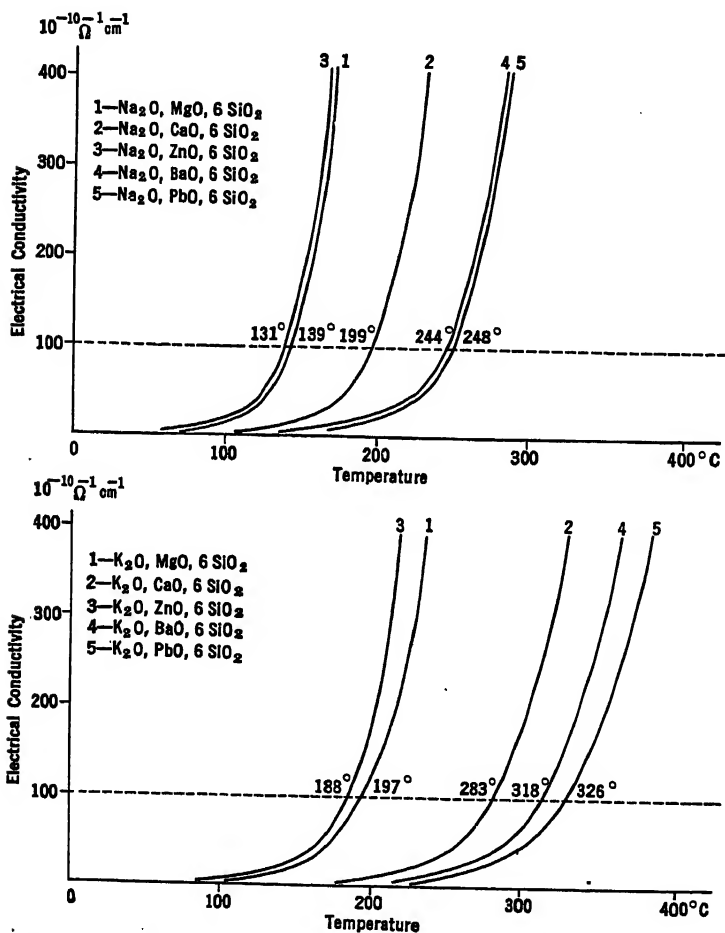 10⁻¹⁰Ω⁻¹cm⁻¹
400
3 1 2 4 5
1—Na₂O, MgO, 6 SiO₂
2—Na₂O, CaO, 6 SiO₂
3—Na₂O, ZnO, 6 SiO₂
4—Na₂O, BaO, 6 SiO₂
5—Na₂O, PbO, 6 SiO₂
300
200
Electrical Conductivity
131° 139° 199° 244° 248°
100
0 100 200 300 400°C
Temperature
10⁻¹⁰Ω⁻¹cm⁻¹
400
3 1 2 4 5
1—K₂O, MgO, 6 SiO₂
2—K₂O, CaO, 6 SiO₂
3—K₂O, ZnO, 6 SiO₂
4—K₂O, BaO, 6 SiO₂
5—K₂O, PbO, 6 SiO₂
300
200
Electrical Conductivity
188° 197° 283° 318° 326°
100
0 100 200 300 400°C
Temperature